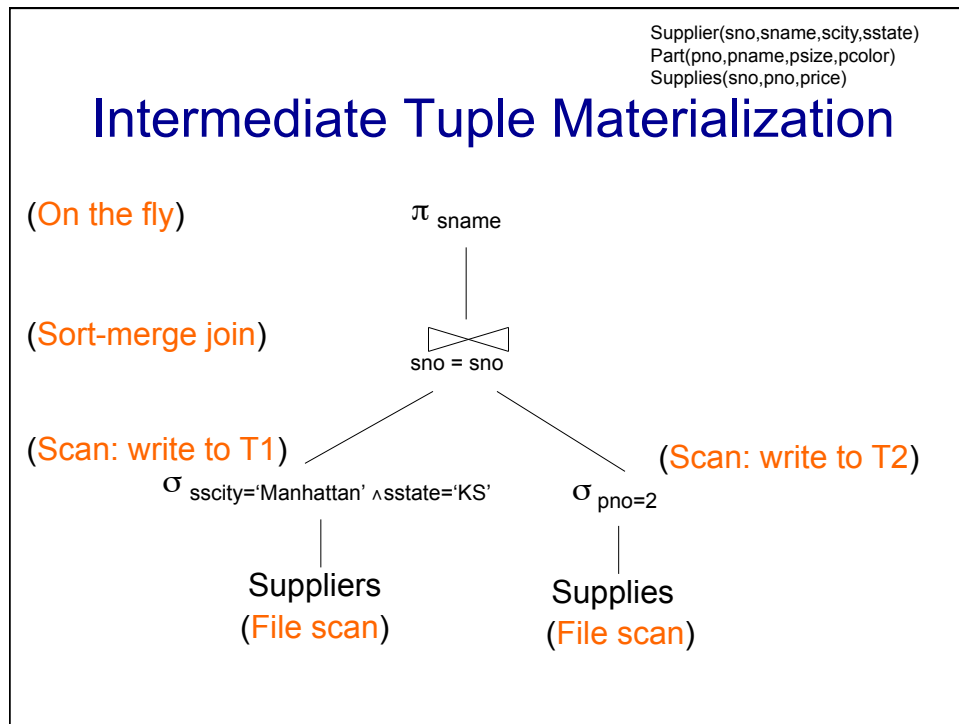 Supplier(sno,sname,scity,sstate)
Part(pno,pname,psize,pcolor)
Supplies(sno,pno,price)
Intermediate Tuple Materialization
(On the fly)
π sname
(Sort-merge join)
sno = sno
(Scan: write to T1)
(Scan: write to T2)
σ sscity=‘Manhattan’ ∧sstate=‘KS’
σ pno=2
Suppliers
Supplies
(File scan)
(File scan)